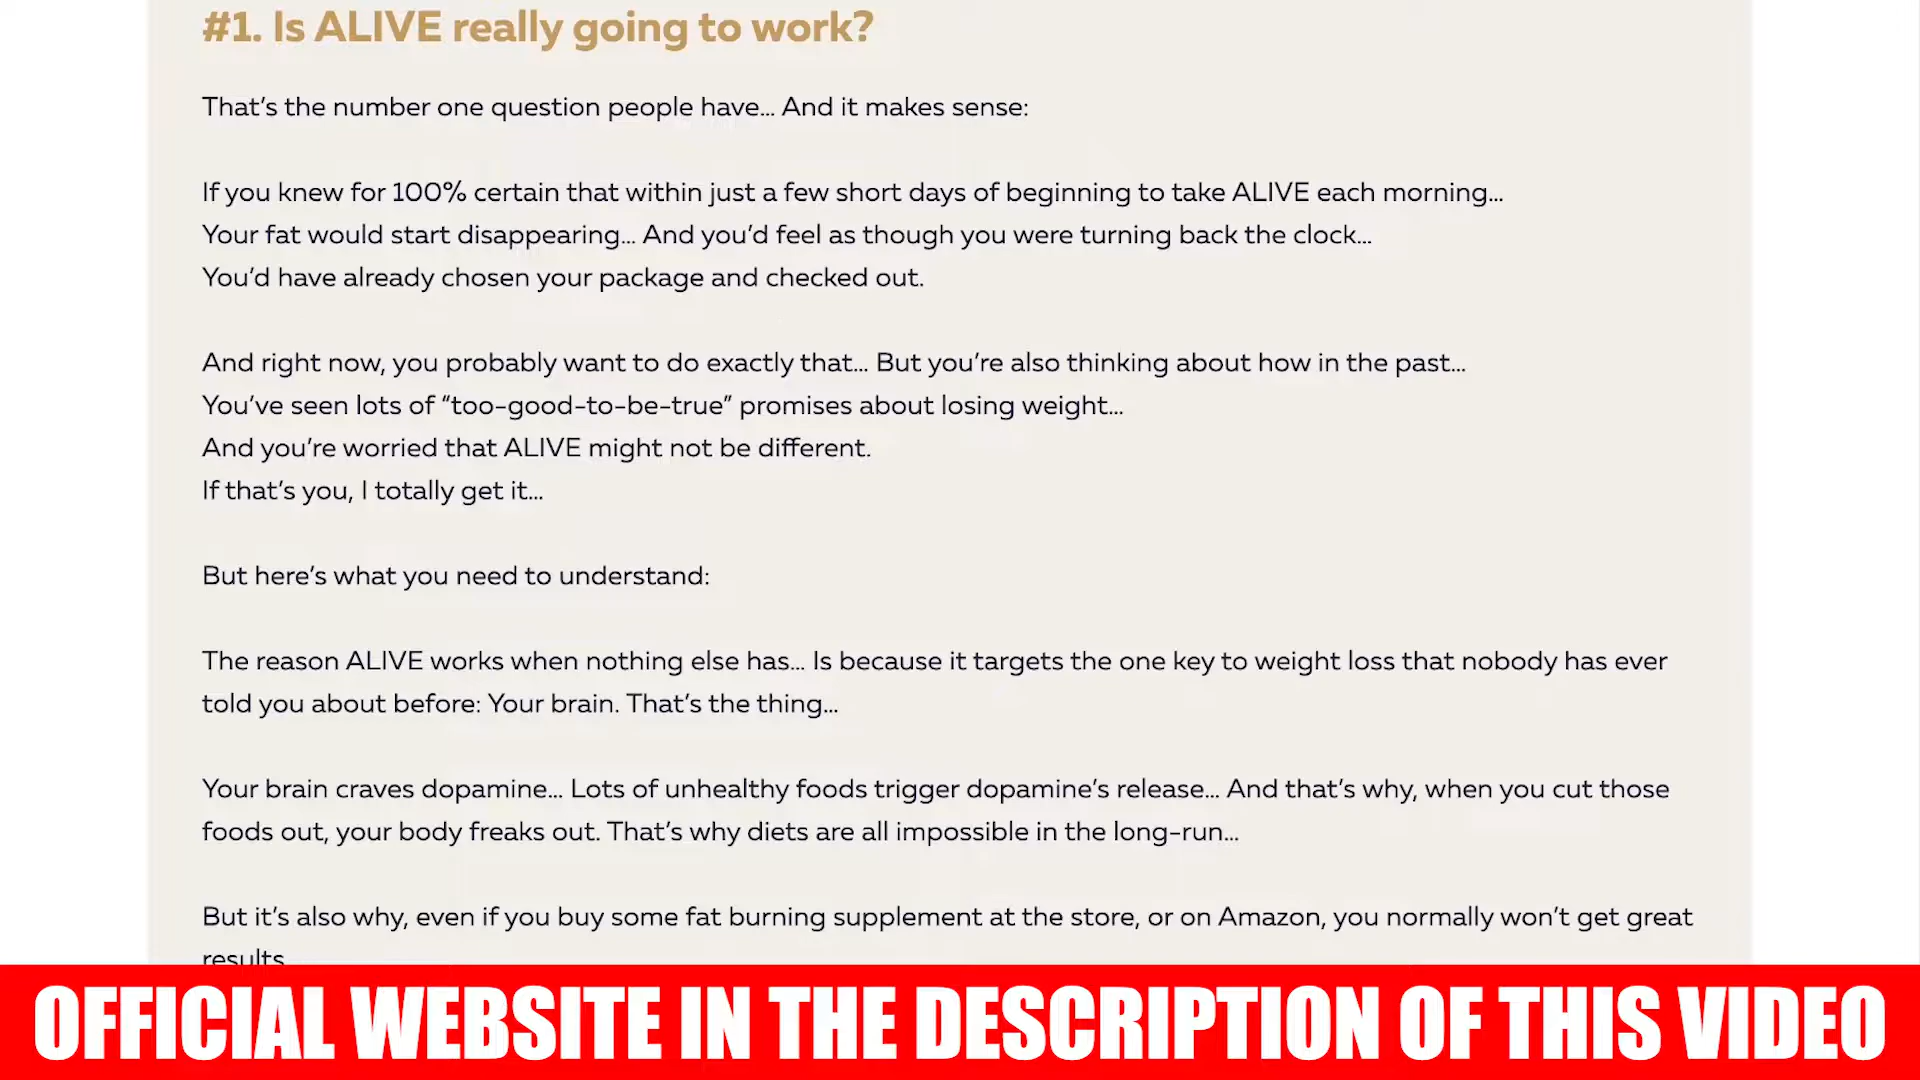 #1. Is ALIVE really going to work?
That's the number one question people have... And it makes sense:
If you knew for 100% certain that within just a few short days of beginning to take ALIVE each morning...
Your fat would start disappearing... And you'd feel as though you were turning back the clock...
You'd have already chosen your package and checked out.
And right now, you probably want to do exactly that... But you're also thinking about how in the past...
You've seen lots of “too-good-to-be-true” promises about losing weight...
And you're worried that ALIVE might not be different.
If that's you, I totally get it...
But here's what you need to understand:
The reason ALIVE works when nothing else has... Is because it targets the one key to weight loss that nobody has ever
told you about before: Your brain. That's the thing...
Your brain craves dopamine... Lots of unhealthy foods trigger dopamine's release... And that's why, when you cut those
foods out, your body freaks out. That's why diets are all impossible in the long-run...
But it's also why, even if you buy some fat burning supplement at the store, or on Amazon, you normally won't get great
results
OFFICIAL WEBSITE IN THE DESCRIPTION OF THIS VIDEO